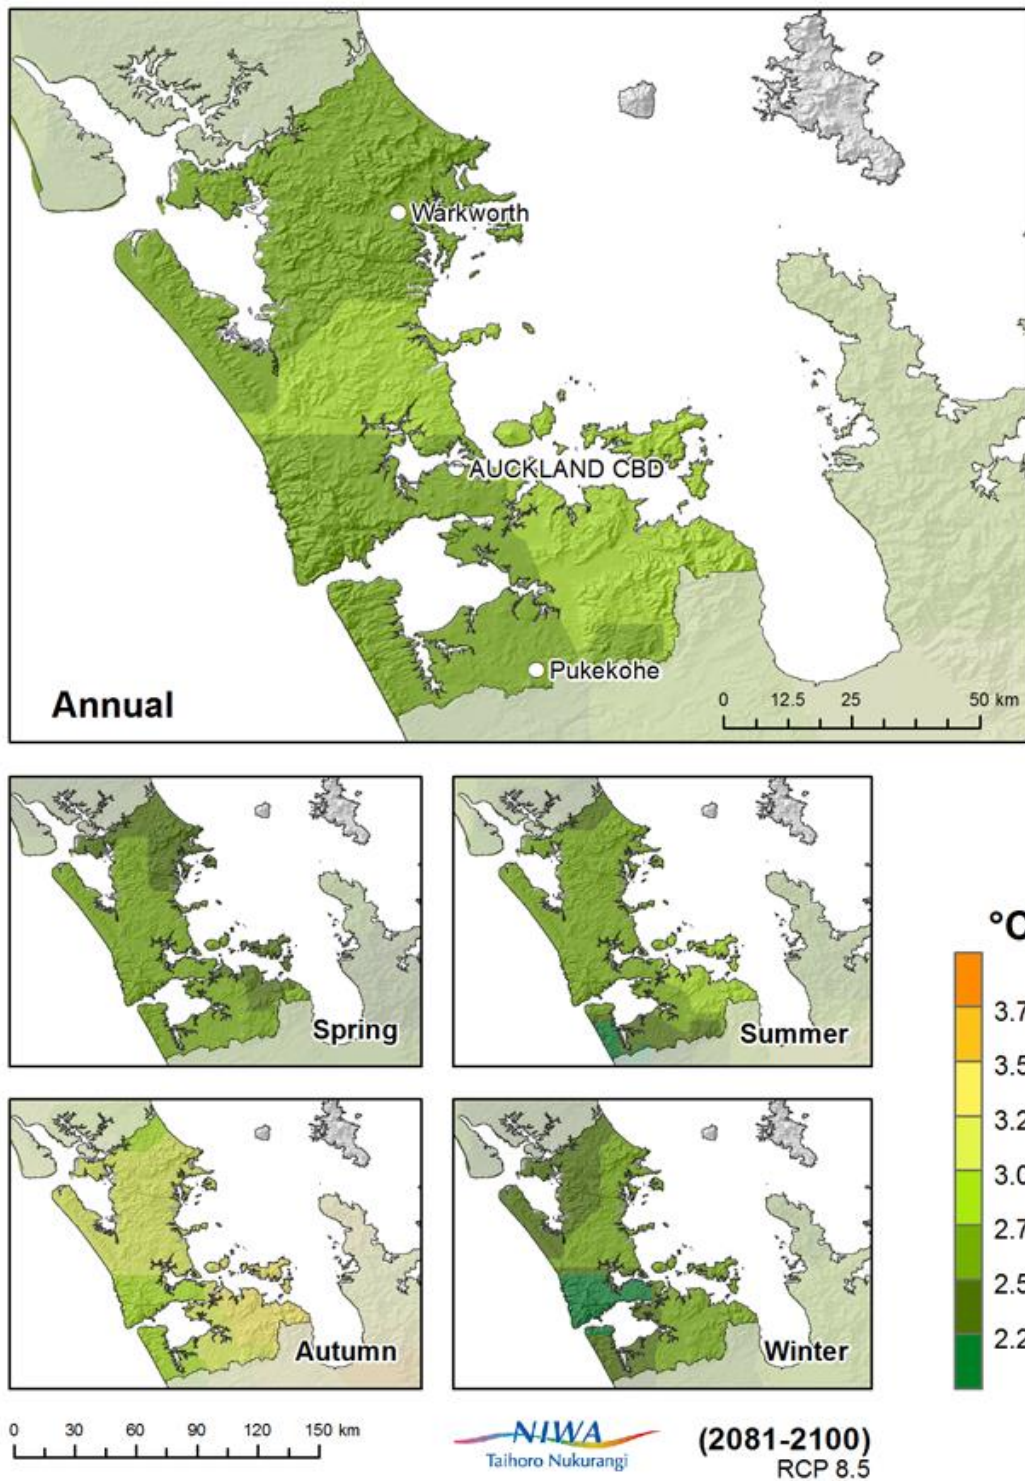 Warkworth
AUCKLAND CBD
Pukekohe
Annual
0 12.5 25 50 km
Spring
Summer
Autumn
Winter
°C
3.7
3.5
3.2
3.0
2.7
2.5
2.2
0 30 60 90 120 150 km
NIWA
Taihoro Nukurangi
(2081-2100)
RCP 8.5